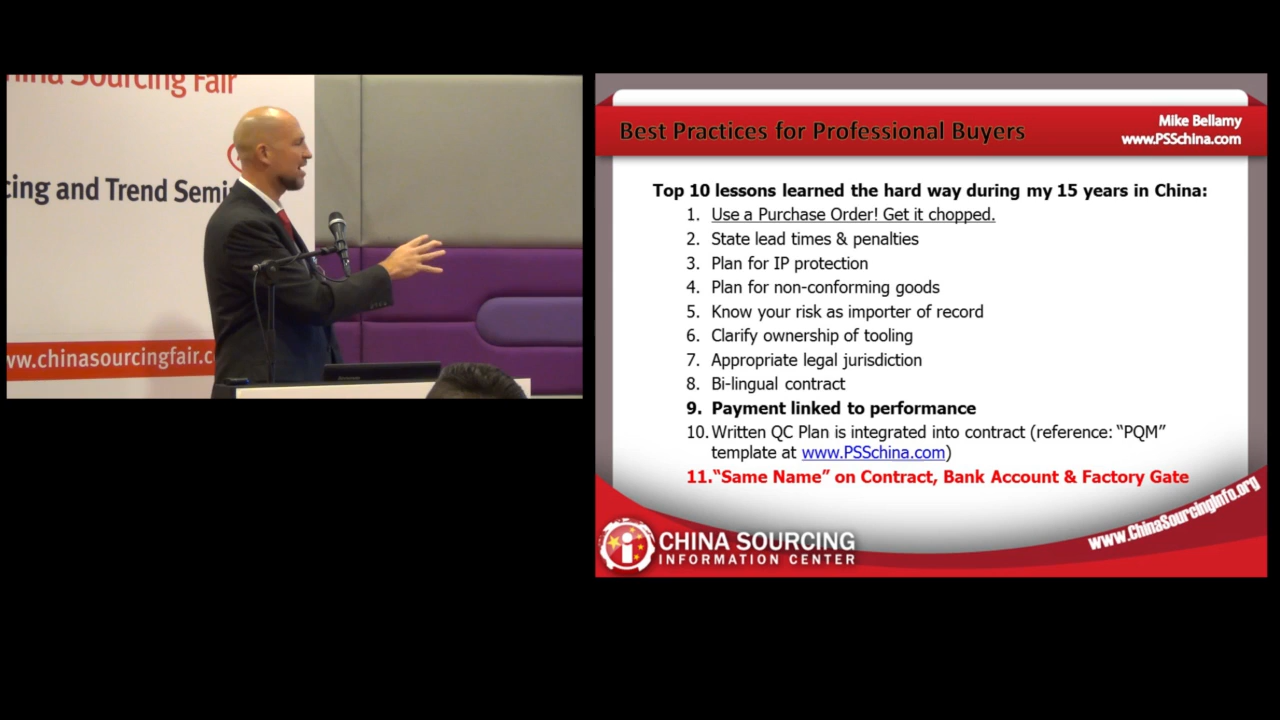 China Sourcing Fair
cing and Trend Semi
ww.chinasourcingfair.c
Best Practices for Professional Buyers
Mike Bellamy
www.PSSchina.com
Top 10 lessons learned the hard way during my 15 years in China:
1. Use a Purchase Order! Get it chopped.
2. State lead times & penalties
3. Plan for IP protection
4. Plan for non-conforming goods
5. Know your risk as importer of record
6. Clarify ownership of tooling
7. Appropriate legal jurisdiction
8. Bi-lingual contract
9. Payment linked to performance
10. Written QC Plan is integrated into contract (reference: “PQM”
template at www.PSSchina.com)
11. “Same Name” on Contract, Bank Account & Factory Gate
CHINA SOURCING
INFORMATION CENTER
www.ChinaSourcingInfo.org